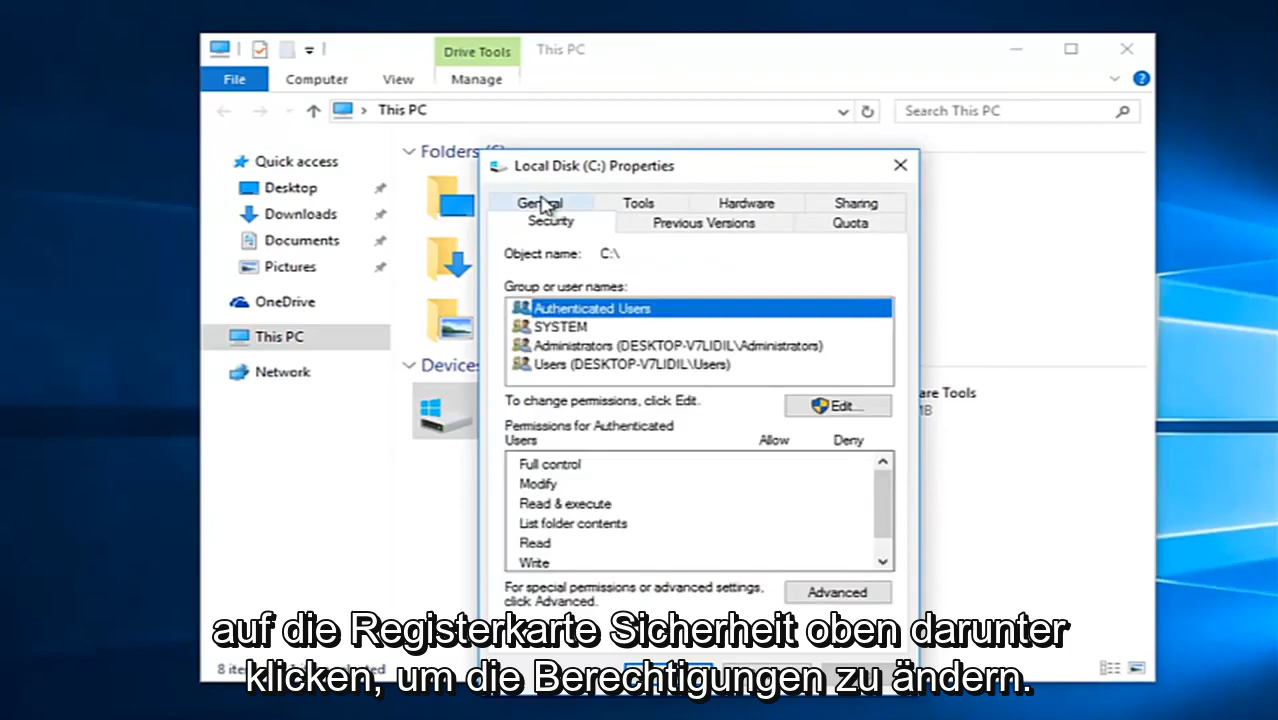 Drive Tools
This PC
File
Computer
View
Manage
This PC
Search This PC
Quick access
Desktop
Downloads
Documents
Pictures
OneDrive
This PC
Network
Folders
Devices
Local Disk (C:) Properties
General
Tools
Hardware
Sharing
Security
Previous Versions
Quota
Object name: C:\
Group or user names:
Authenticated Users
SYSTEM
Administrators (DESKTOP-V7LIDIL\Administrators)
Users (DESKTOP-V7LIDIL\Users)
To change permissions, click Edit.
Edit...
Permissions for Authenticated
Users
Allow
Deny
Full control
Modify
Read & execute
List folder contents
Read
Write
For special permissions or advanced settings,
click Advanced.
Advanced
Tools
auf die Registerkarte Sicherheit oben darunter
klicken, um die Berechtigungen zu ändern.